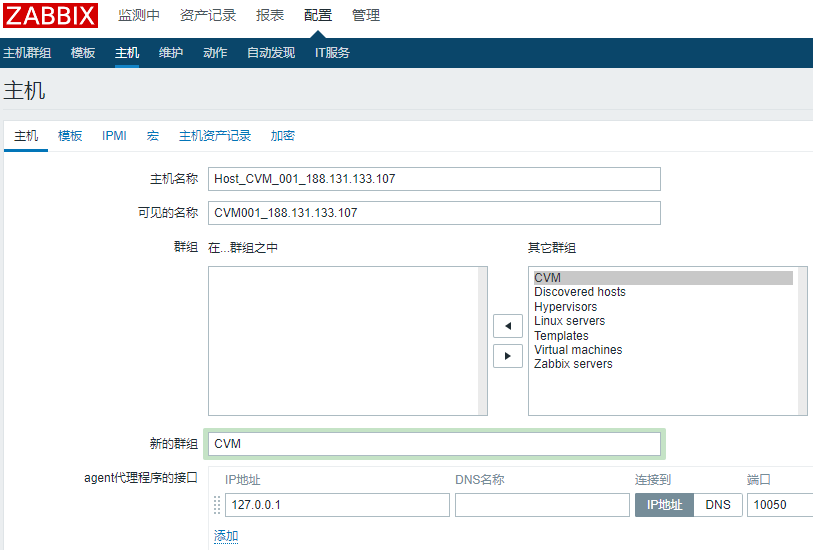 ZABBIX 监测中 资产记录 报表 配置 管理
主机群组 模板 主机 维护 动作 自动发现 IT服务
主机
主机 模板 IPMI 宏 主机资产记录 加密
主机名称 Host_CVM_001_188.131.133.107
可见的名称 CVM001_188.131.133.107
群组 在...群组之中 其它群组
CVM
Discovered hosts
Hypervisors
Linux servers
Templates
Virtual machines
Zabbix servers
新的群组 CVM
agent代理程序的接口 IP地址 DNS名称 连接到 端口
127.0.0.1 IP地址 DNS 10050
添加